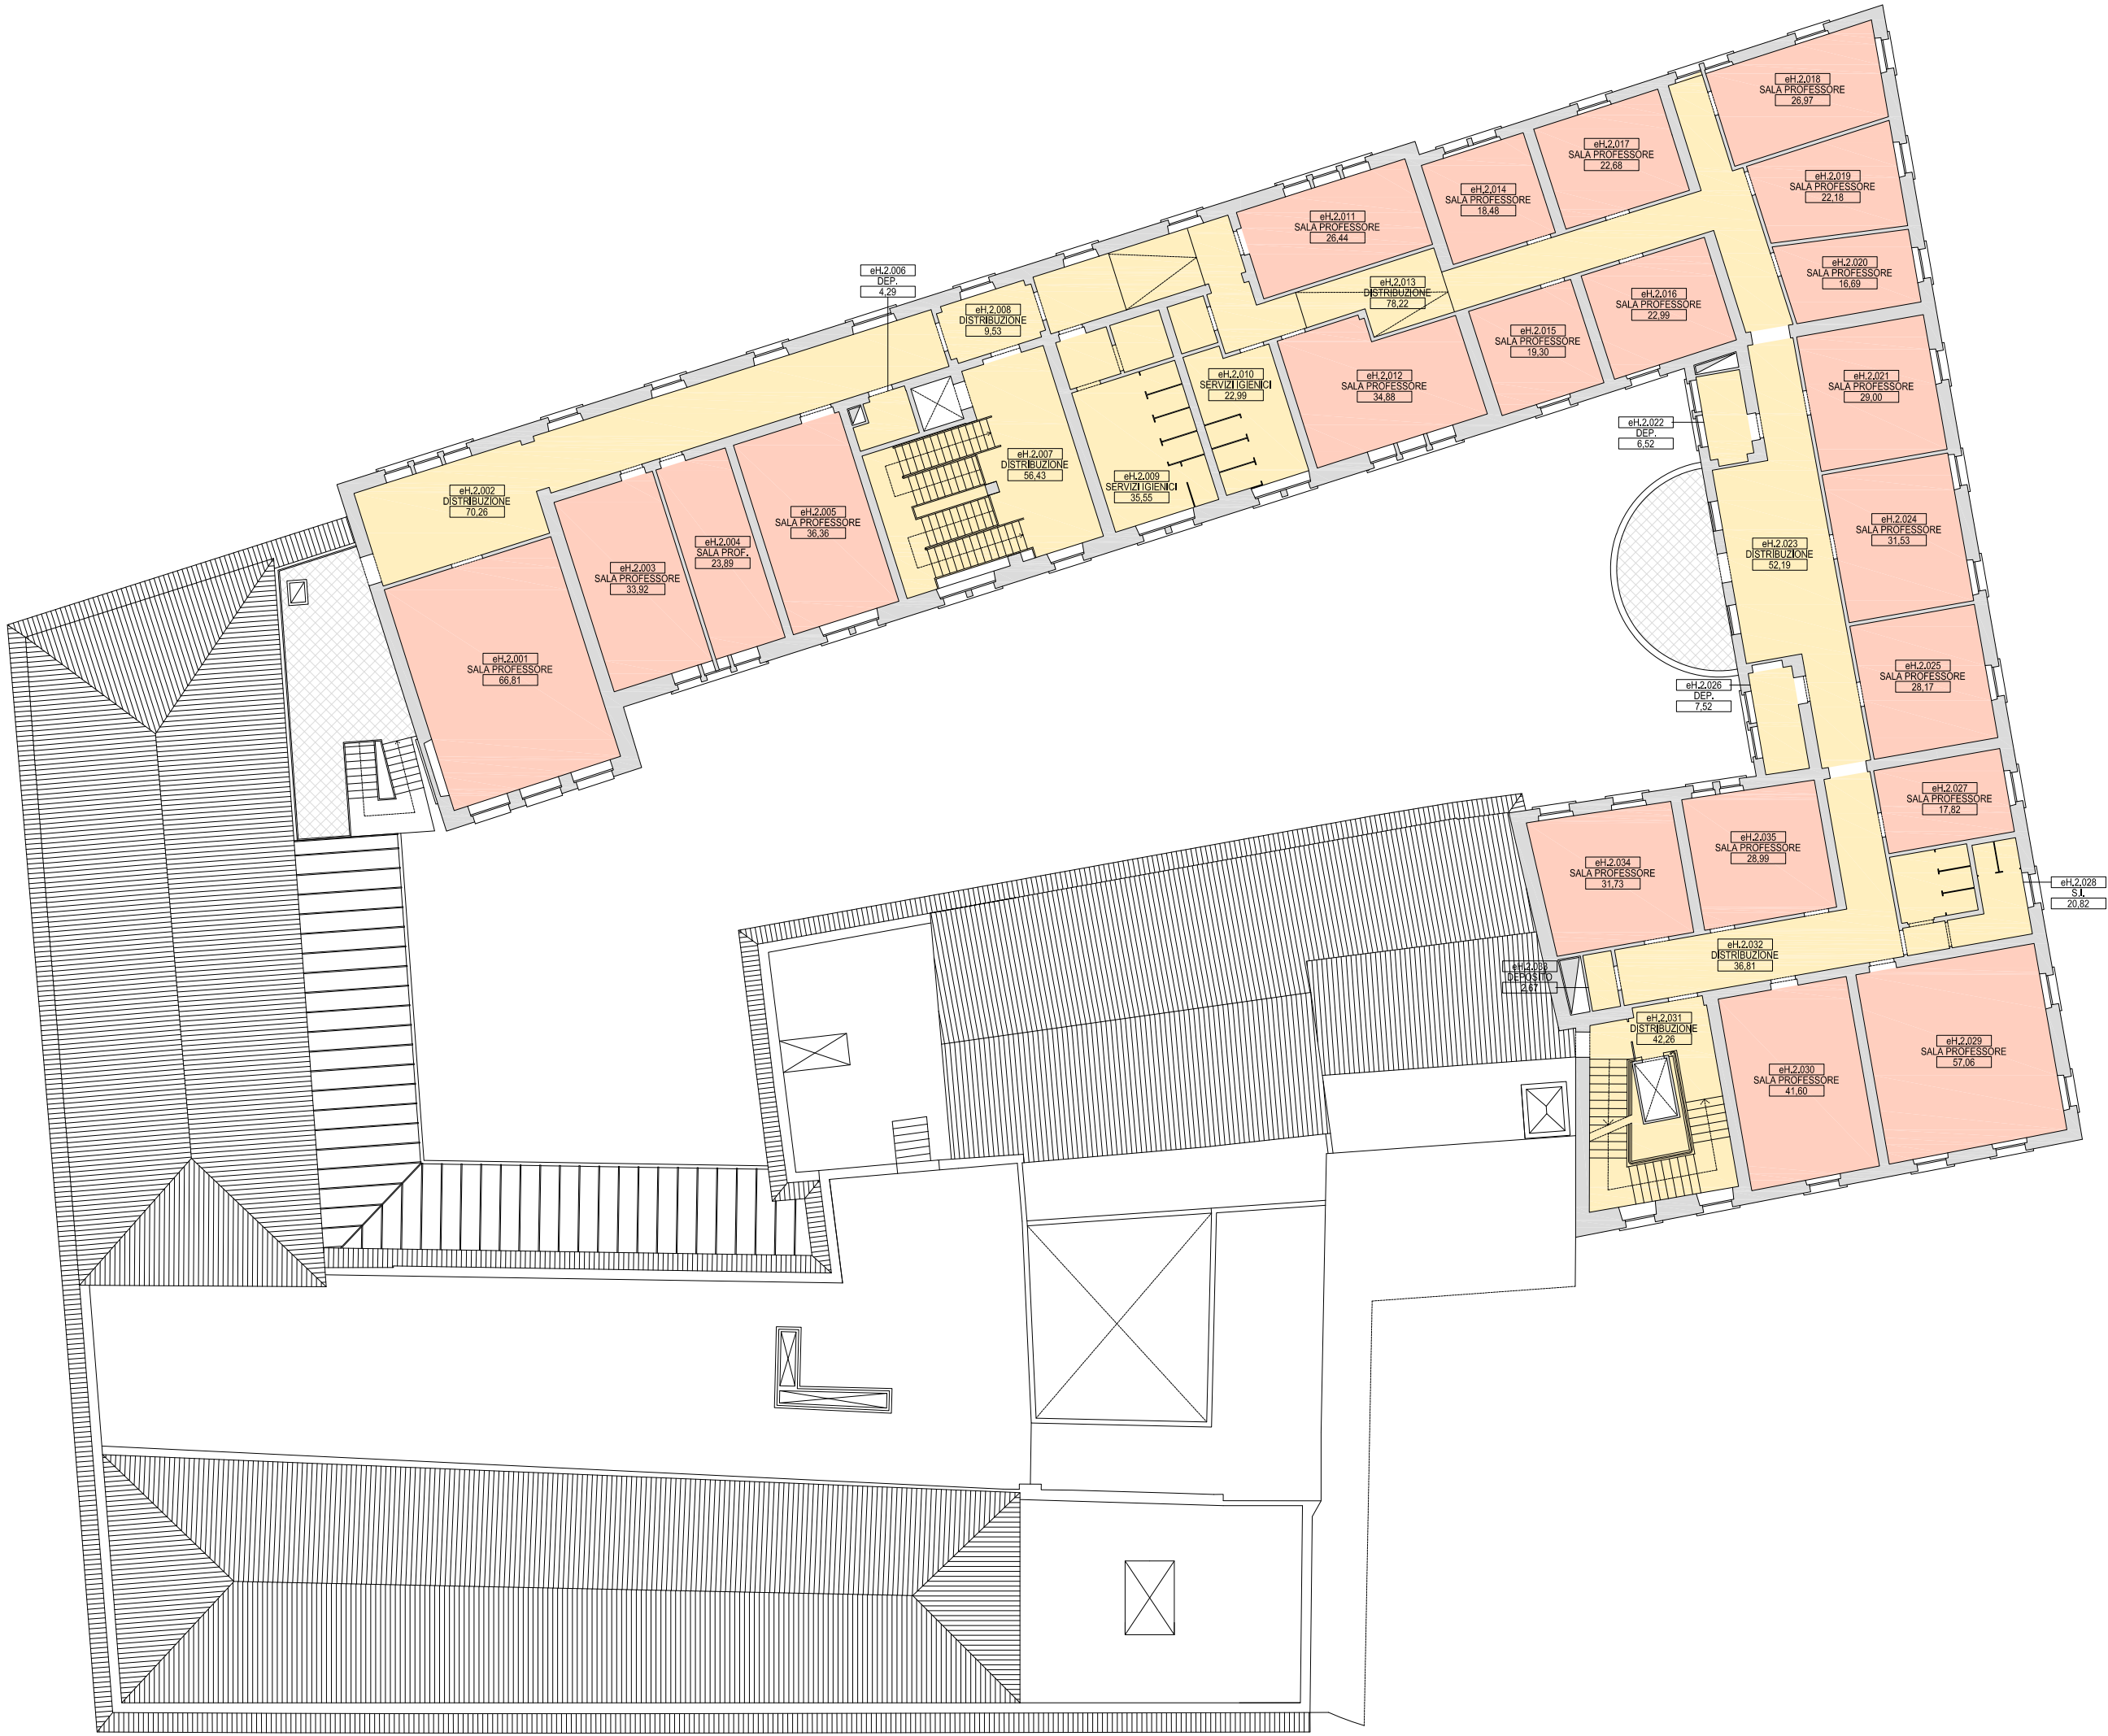 eH.2.018
SALA PROFESSORE
26,97
eH.2.017
SALA PROFESSORE
22,68
eH.2.019
SALA PROFESSORE
22,18
eH.2.014
SALA PROFESSORE
18,48
eH.2.011
SALA PROFESSORE
26,44
eH.2.020
SALA PROFESSORE
16,69
eH.2.006
DEP.
4,29
eH.2.013
DISTRIBUZIONE
78,22
eH.2.016
SALA PROFESSORE
22,99
eH.2.008
DISTRIBUZIONE
9,53
eH.2.015
SALA PROFESSORE
19,30
eH.2.010
SERVIZI IGIENICI
22,99
eH.2.012
SALA PROFESSORE
34,88
eH.2.021
SALA PROFESSORE
29,00
eH.2.022
DEP.
6,52
eH.2.007
DISTRIBUZIONE
56,43
eH.2.009
SERVIZI IGIENICI
35,55
eH.2.002
DISTRIBUZIONE
70,26
eH.2.005
SALA PROFESSORE
36,36
eH.2.004
SALA PROF.
23,89
eH.2.003
SALA PROFESSORE
33,92
eH.2.024
SALA PROFESSORE
31,53
eH.2.023
DISTRIBUZIONE
52,19
eH.2.001
SALA PROFESSORE
66,81
eH.2.025
SALA PROFESSORE
28,17
eH.2.026
DEP.
7,52
eH.2.027
SALA PROFESSORE
17,82
eH.2.035
SALA PROFESSORE
28,99
eH.2.034
SALA PROFESSORE
31,73
eH.2.028
S.I.
20,82
eH.2.032
DISTRIBUZIONE
36,81
eH.2.033
DEPOSITO
2,67
eH.2.031
DISTRIBUZIONE
42,26
eH.2.029
SALA PROFESSORE
57,06
eH.2.030
SALA PROFESSORE
41,60